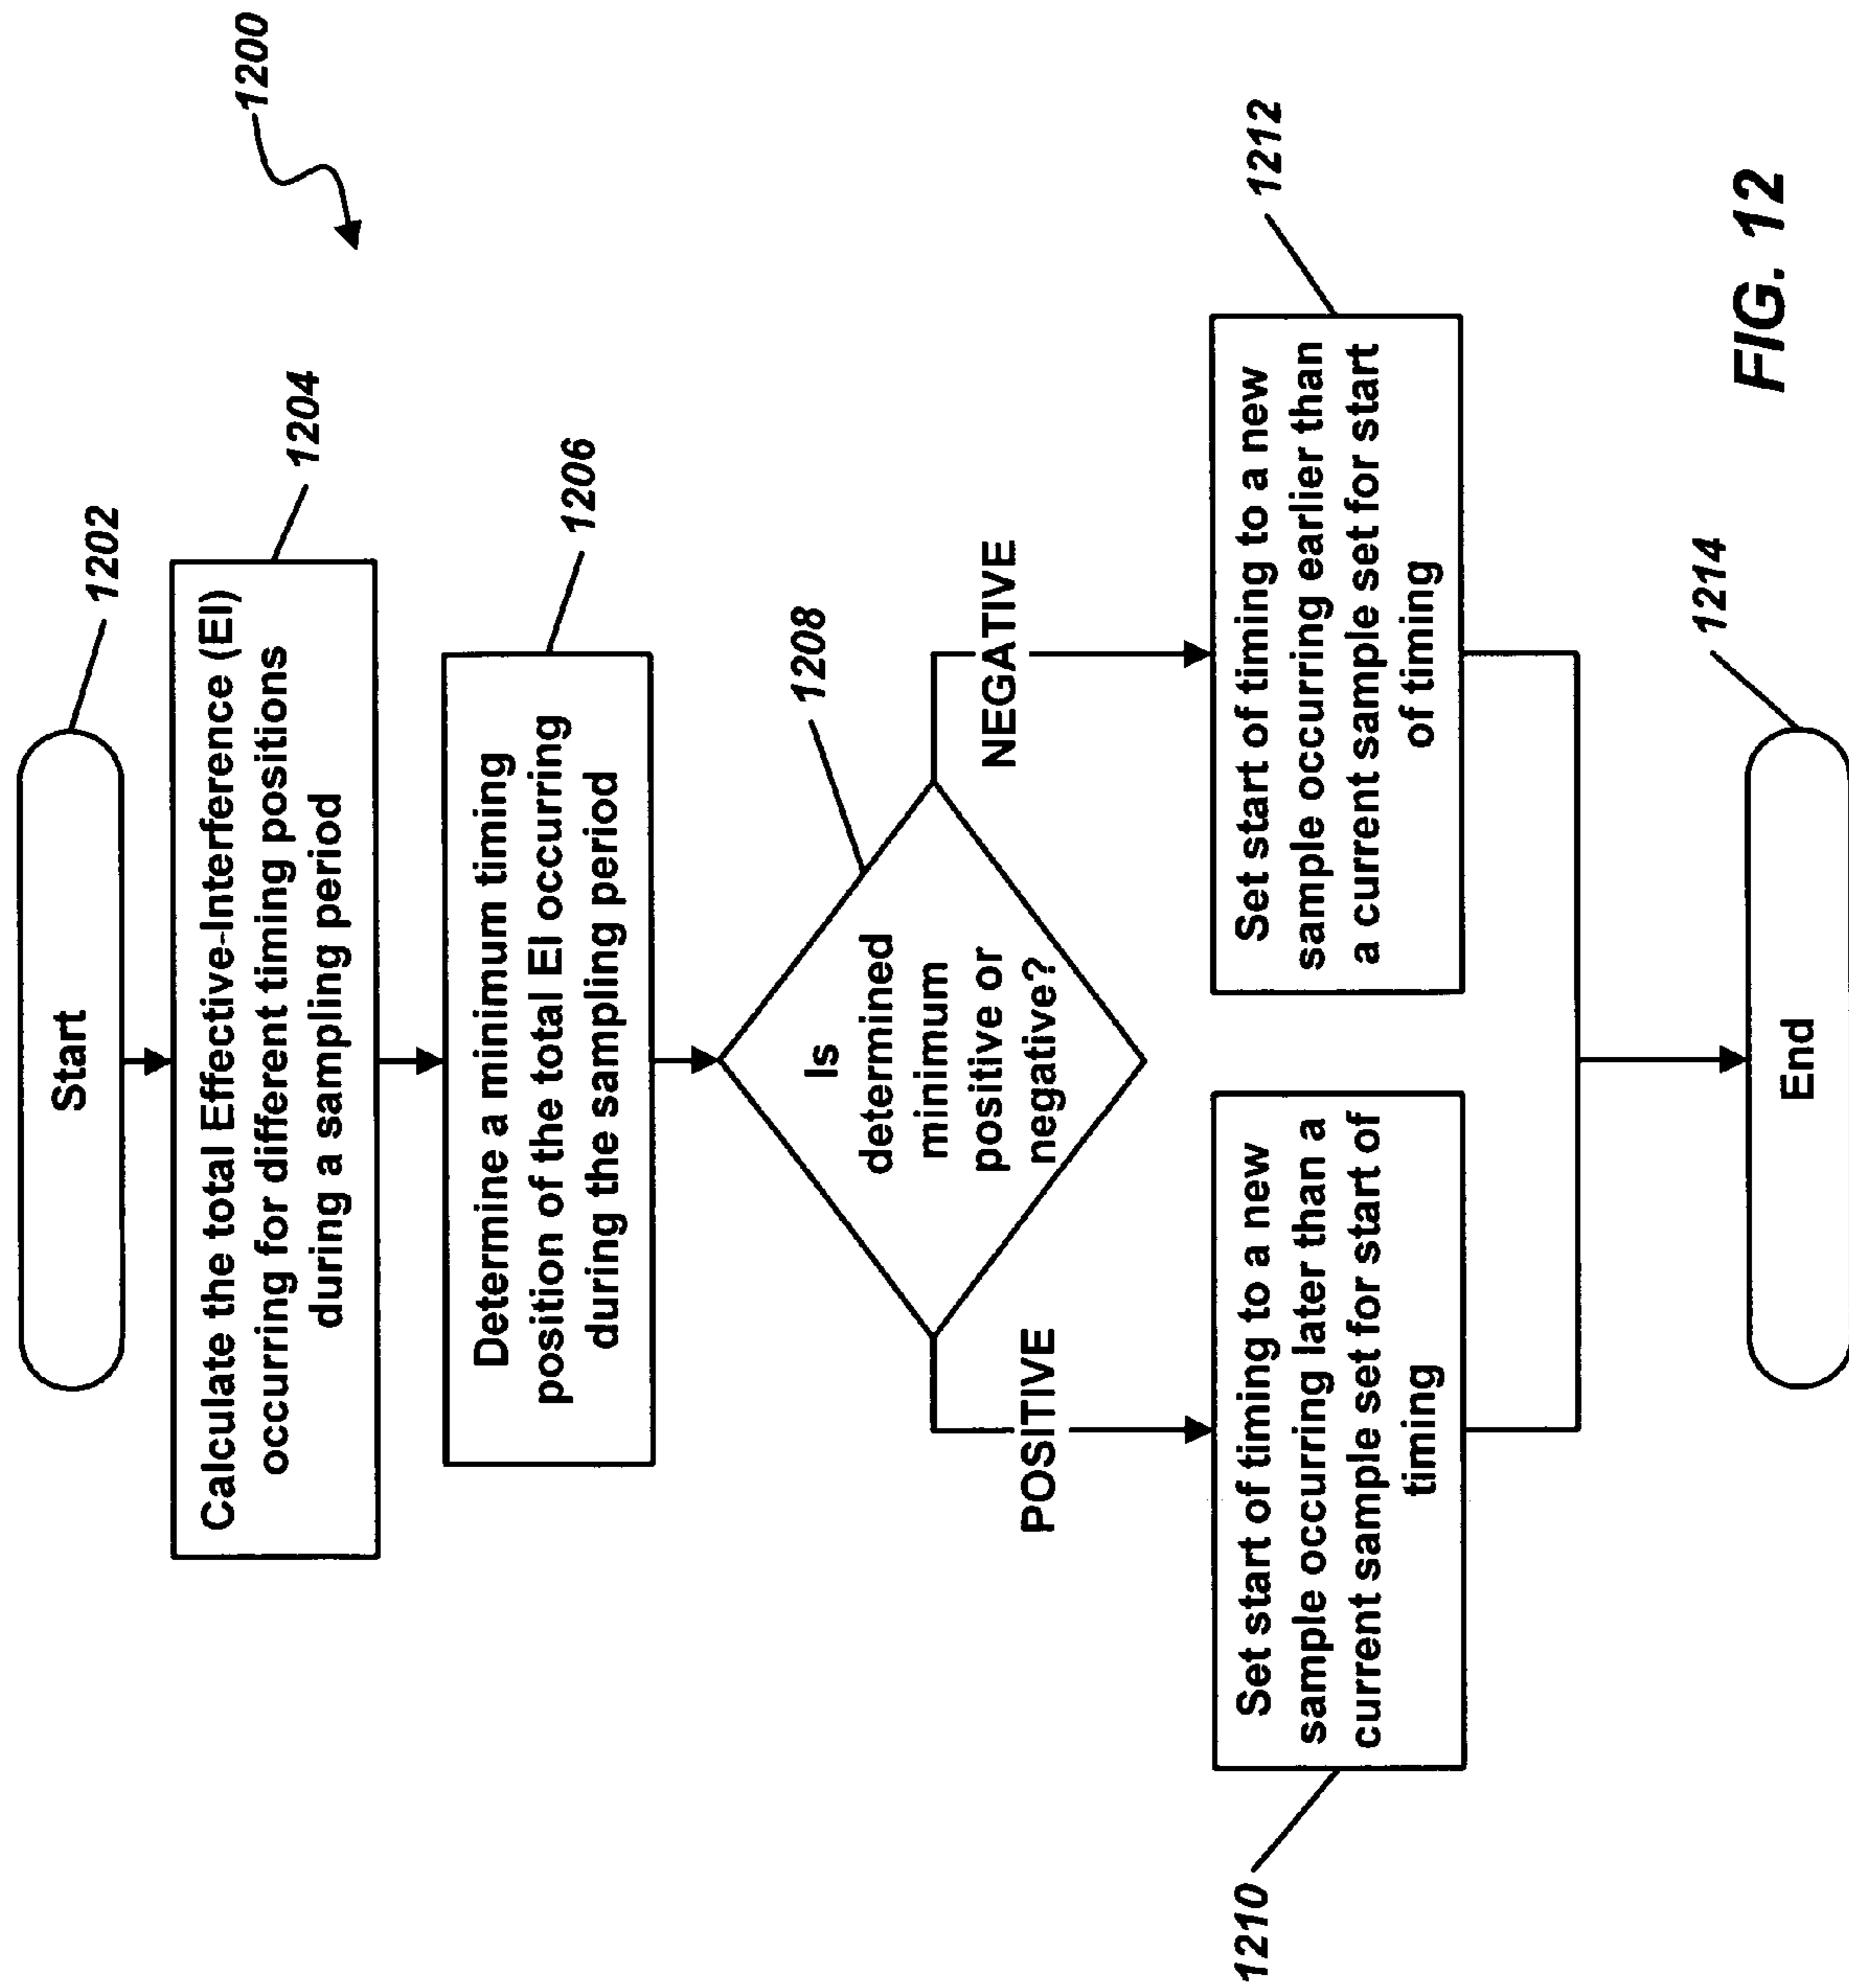 1200
Start
1202
Calculate the total Effective-Interference (EI)
occurring for different timing positions
during a sampling period
1204
Determine a minimum timing
position of the total EI occurring
during the sampling period
1206
Is
determined
minimum
positive or
negative?
1208
POSITIVE
NEGATIVE
1210
Set start of timing to a new
sample occurring later than a
current sample set for start of
timing
Set start of timing to a new
sample occurring earlier than
a current sample set for start
of timing
1212
End
1214
FIG. 12